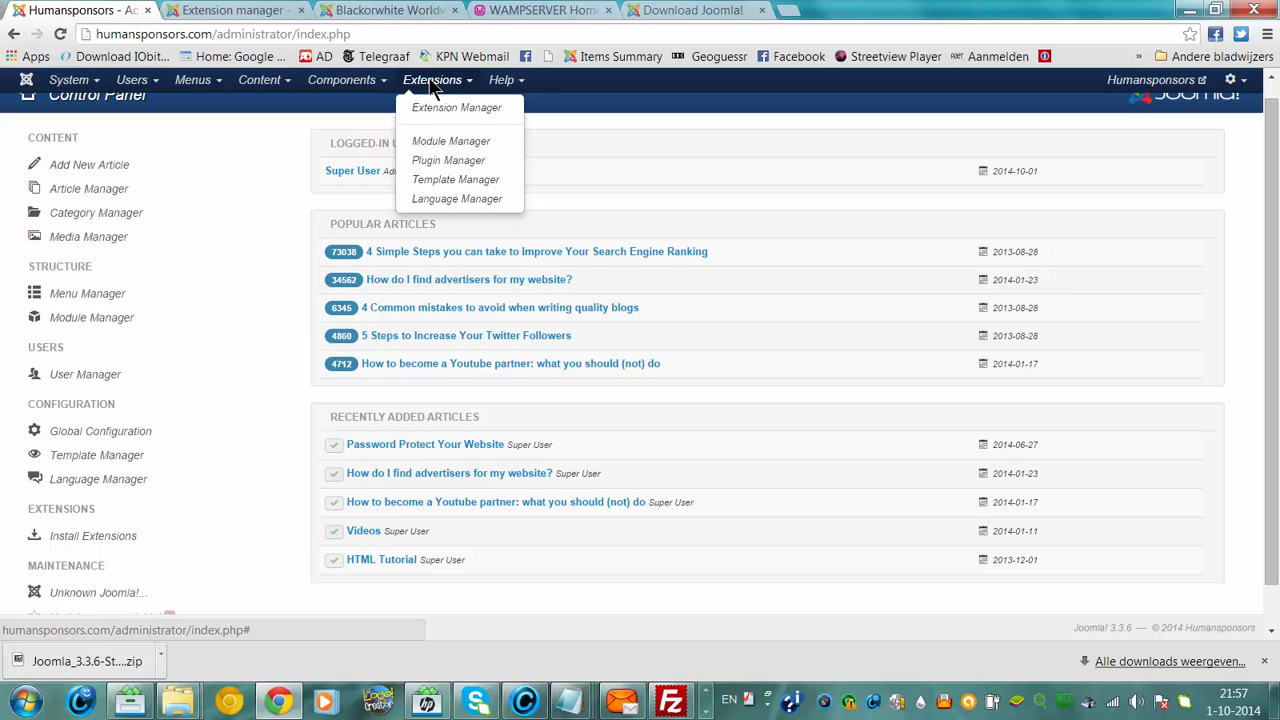 Humansponsors - Ad
Extension manager -
Blackorwhite Worldw
WAMPSERVER Home
Download Joomla!
humansponsors.com/administrator/index.php
Apps
Items
Home: Google ...
AD
Telegraaf
KPN Webmail
Items Summary
Geoguessr
Facebook
Streetview Player
Aanmelden
»
Andere bladwijzers
System
Users
Menus
Content
Components
Extensions
Help
Humansponsors
Control Panel
Joomla!
Extension Manager
Module Manager
Plugin Manager
Template Manager
Language Manager
CONTENT
Add New Article
Article Manager
Category Manager
Media Manager
STRUCTURE
Menu Manager
Module Manager
USERS
User Manager
CONFIGURATION
Global Configuration
Template Manager
Language Manager
EXTENSIONS
Install Extensions
MAINTENANCE
Unknown Joomla!...
LOGGED-IN U
Super User Adm 2014-10-01
POPULAR ARTICLES
73038 4 Simple Steps you can take to Improve Your Search Engine Ranking 2013-08-28
34562 How do I find advertisers for my website? 2014-01-23
6345 4 Common mistakes to avoid when writing quality blogs 2013-08-28
4860 5 Steps to Increase Your Twitter Followers 2013-08-28
4712 How to become a Youtube partner: what you should (not) do 2014-01-17
RECENTLY ADDED ARTICLES
Password Protect Your Website Super User 2014-06-27
How do I find advertisers for my website? Super User 2014-01-23
How to become a Youtube partner: what you should (not) do Super User 2014-01-17
Videos Super User 2014-01-11
HTML Tutorial Super User 2013-12-01
humansponsors.com/administrator/index.php#
Joomla! 3.3.6 — © 2014 Humansponsors
Joomla_3.3.6-St....zip
Alle downloads weergeven...
EN
21:57
1-10-2014